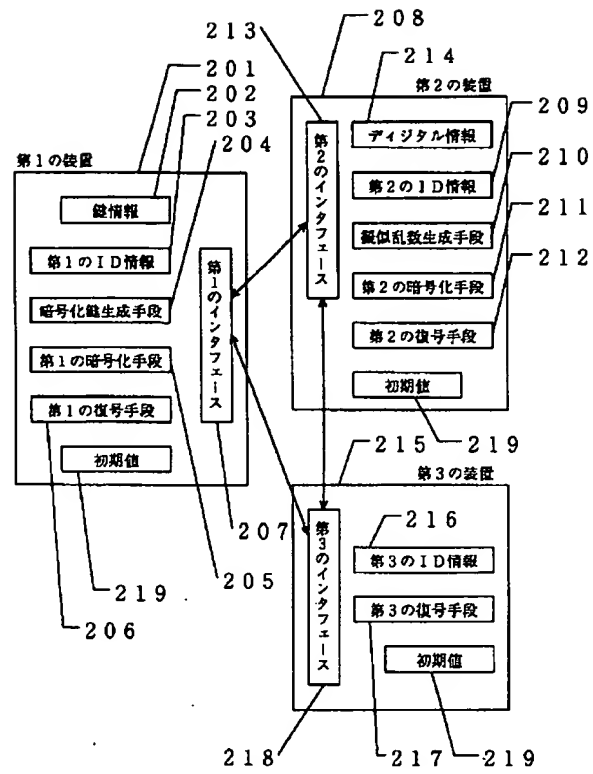 213
208
214
201
202
203
204
第2の装置
209
210
211
212
第1の装置
鍵情報
第1のID情報
暗号化鍵生成手段
第1の暗号化手段
第1の復号手段
初期値
第1のインタフェース
第2のインタフェース
ディジタル情報
第2のID情報
擬似乱数生成手段
第2の暗号化手段
第2の復号手段
初期値
219
215
第3の装置
207
216
第3のインタフェース
第3のID情報
第3の復号手段
初期値
205
219
206
218
217
219